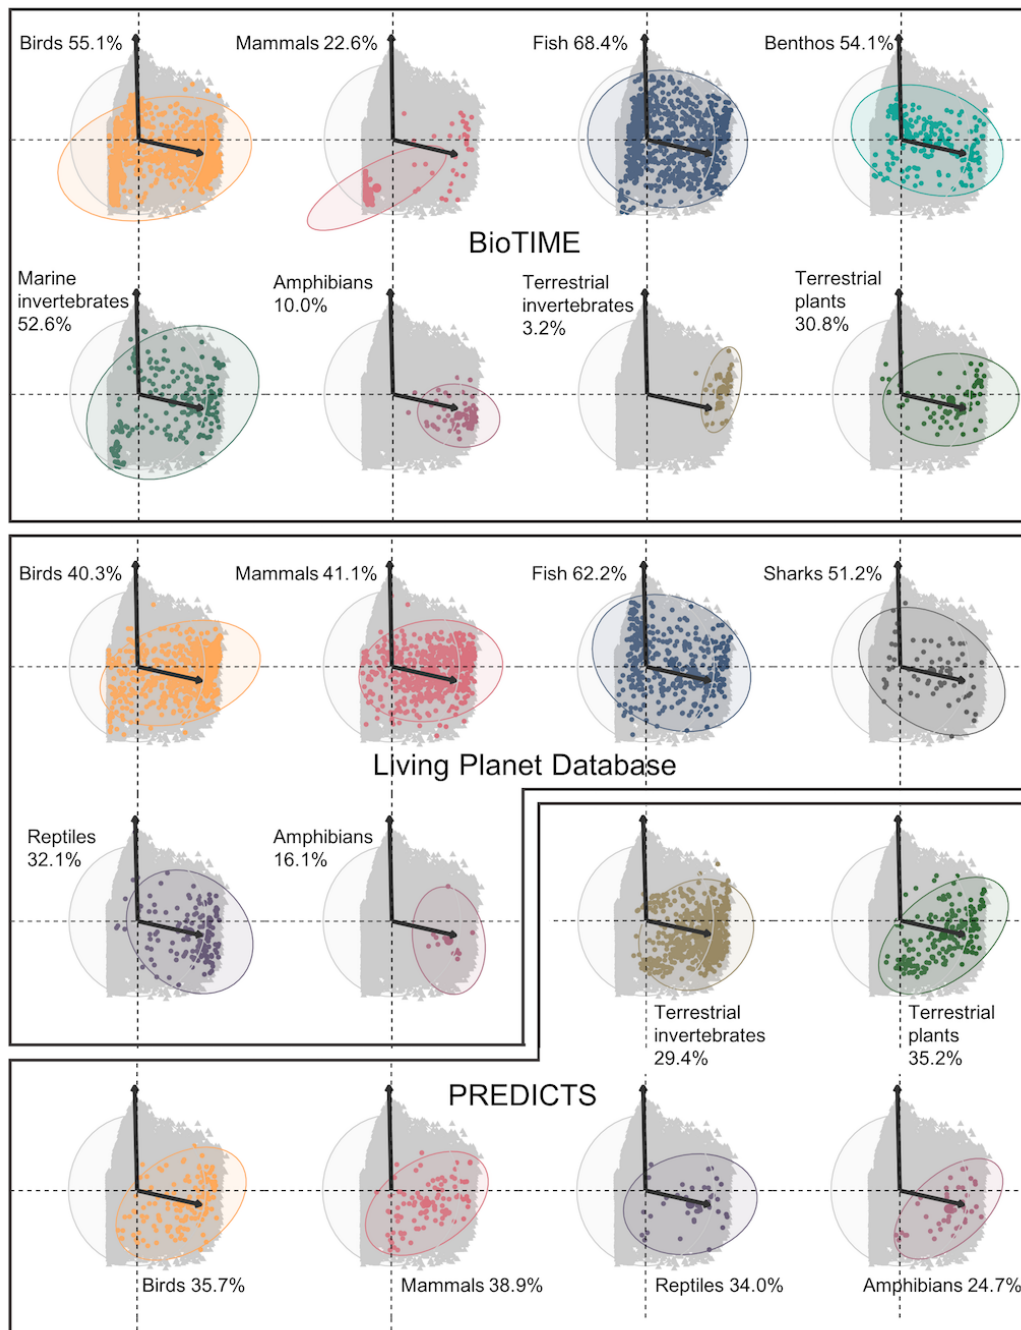 Birds 55.1%
Mammals 22.6%
Fish 68.4%
Benthos 54.1%
BioTIME
Marine
invertebrates
52.6%
Amphibians
10.0%
Terrestrial
invertebrates
3.2%
Terrestrial
plants
30.8%
Birds 40.3%
Mammals 41.1%
Fish 62.2%
Sharks 51.2%
Living Planet Database
Reptiles
32.1%
Amphibians
16.1%
Terrestrial
invertebrates
29.4%
Terrestrial
plants
35.2%
PREDICTS
Birds 35.7%
Mammals 38.9%
Reptiles 34.0%
Amphibians 24.7%